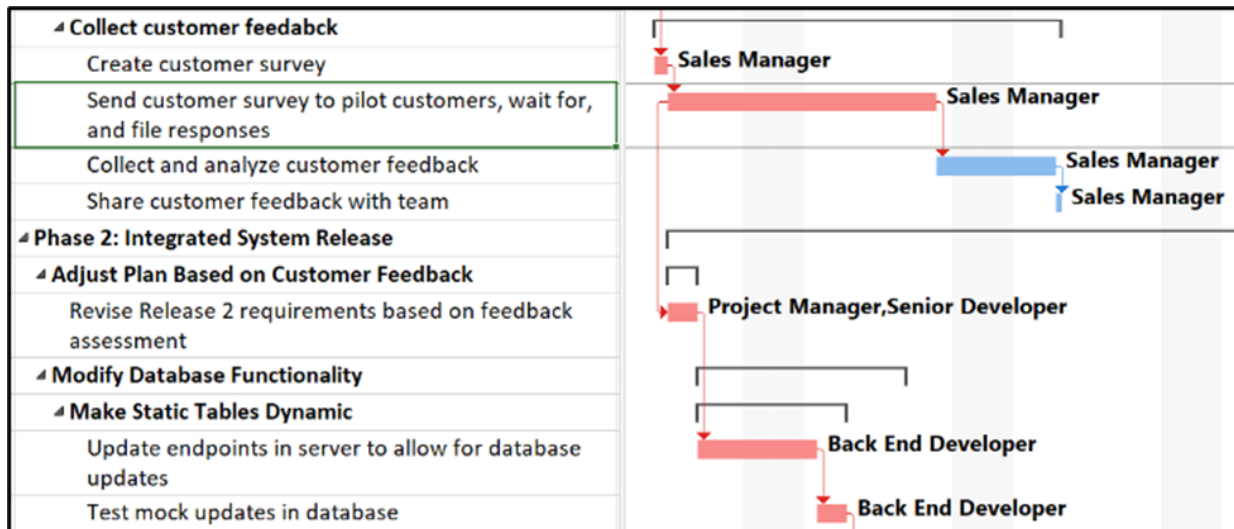 Collect customer feedabck
Create customer survey
Sales Manager
Send customer survey to pilot customers, wait for,
and file responses
Sales Manager
Collect and analyze customer feedback
Sales Manager
Share customer feedback with team
Sales Manager
Phase 2: Integrated System Release
Adjust Plan Based on Customer Feedback
Revise Release 2 requirements based on feedback
assessment
Project Manager,Senior Developer
Modify Database Functionality
Make Static Tables Dynamic
Update endpoints in server to allow for database
updates
Back End Developer
Test mock updates in database
Back End Developer